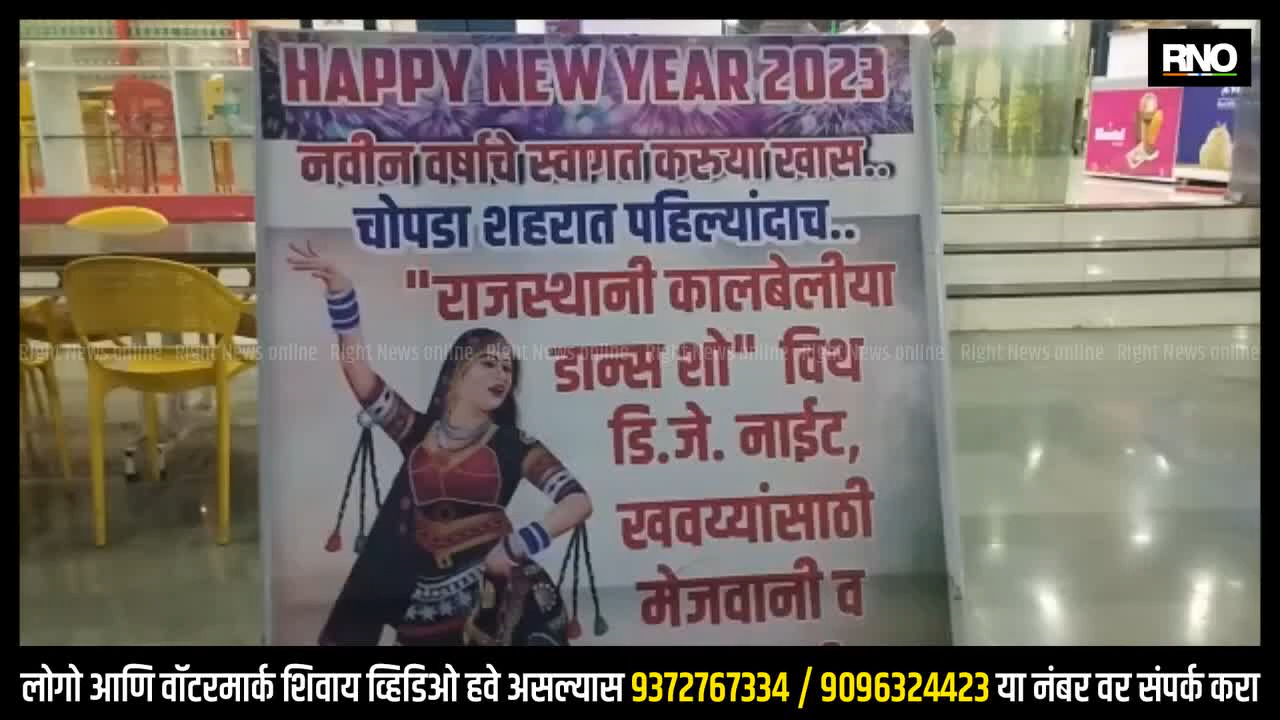 RNO
HAPPY NEW YEAR 2023
नवीन वर्षाचे स्वागत करुया खास..
चोपडा शहरात पहिल्यांदाच..
"राजस्थानी कालबेलीया
डान्स शो" विथ
Right News online Right News online Right News online Right News online Right News online Right News online Right News online Right News online
डि.जे. नाईट,
खवय्यांसाठी
मेजवानी व
लोगो आणि वॉटरमार्क शिवाय व्हिडिओ हवे असल्यास 9372767334 / 9096324423 या नंबर वर संपर्क करा